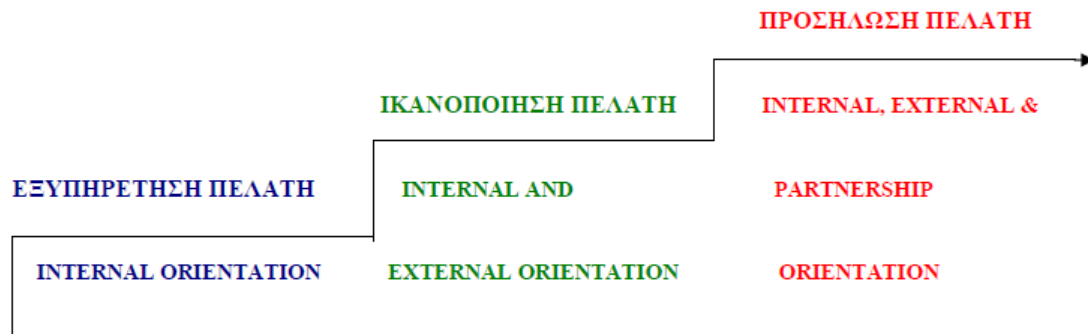 ΠΡΟΣΗΛΩΣΗ ΠΕΛΑΤΗ
ΙΚΑΝΟΠΟΙΗΣΗ ΠΕΛΑΤΗ
INTERNAL, EXTERNAL &
ΕΞΥΠΗΡΕΤΗΣΗ ΠΕΛΑΤΗ
INTERNAL AND
PARTNERSHIP
INTERNAL ORIENTATION
EXTERNAL ORIENTATION
ORIENTATION